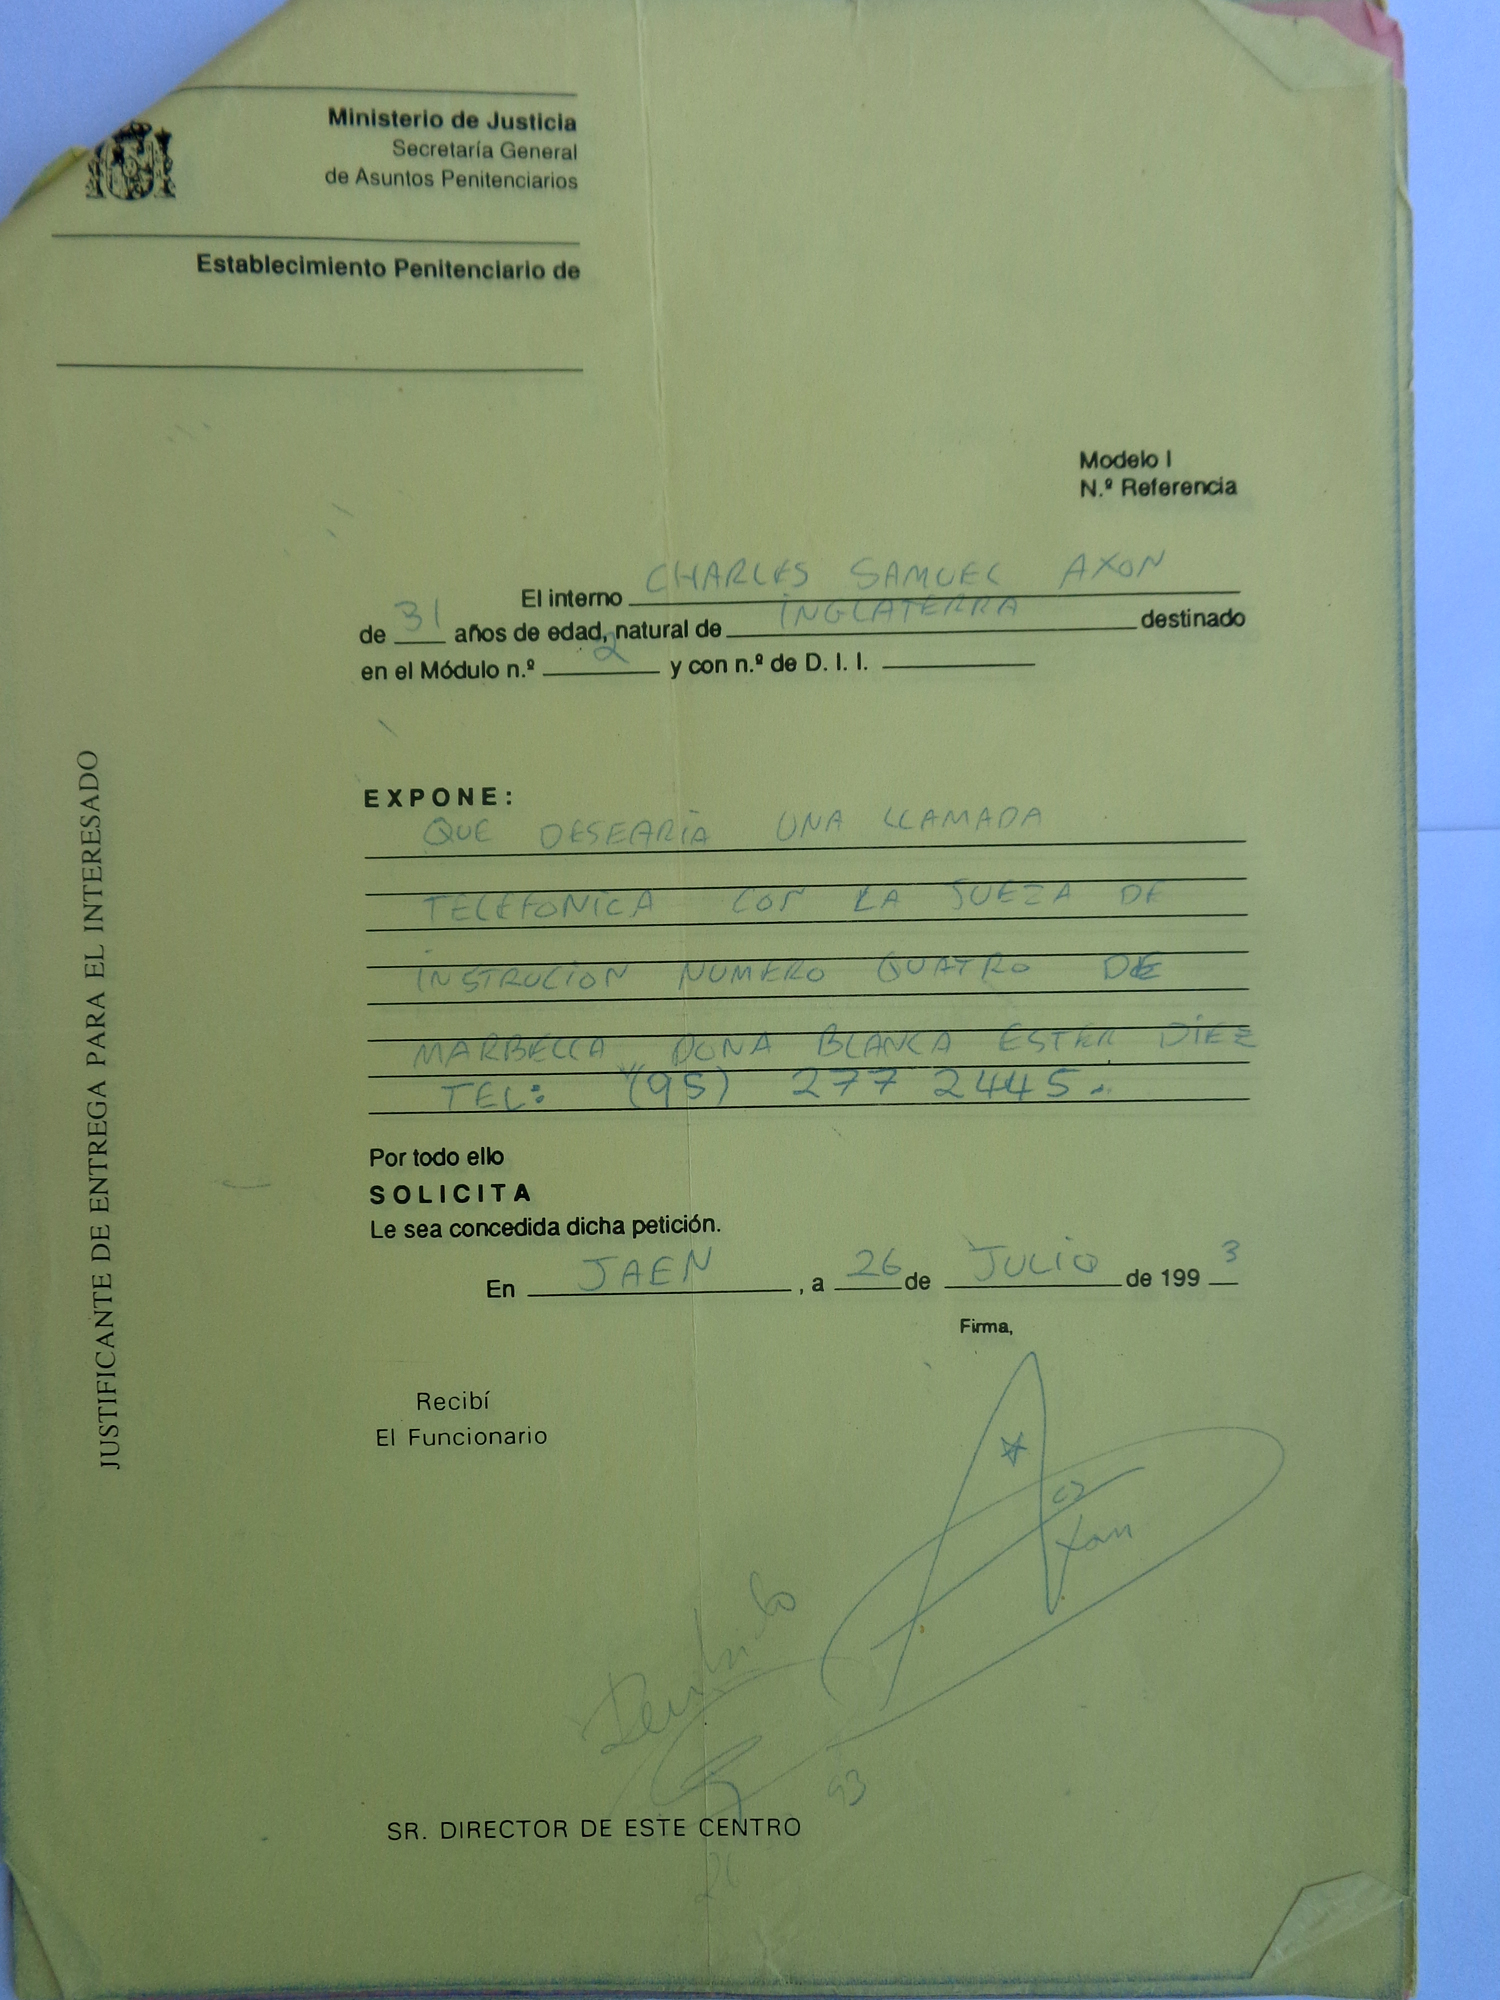 Ministerio de Justicia
Secretaría General
de Asuntos Penitenciarios
Establecimiento Penitenciario de
Modelo I
N.º Referencia
El interno CHARLES SAMUEL AXON
de 31 años de edad, natural de INGLATERRA destinado
en el Módulo n.º 2 y con n.º de D. I. I.
EXPONE:
QUE DESEARIA UNA LLAMADA
TELEFONICA CON LA JUEZA DE
INSTRUCION NUMERO QUATRO DE
MARBELLA DONA BLANCA ESTER DIEZ
TEL: (95) 277 2445.
Por todo ello
SOLICITA
Le sea concedida dicha petición.
En JAEN, a 26 de JULIO de 1993
Firma,
Recibí
El Funcionario
Axon
93
SR. DIRECTOR DE ESTE CENTRO
JUSTIFICANTE DE ENTREGA PARA EL INTERESADO